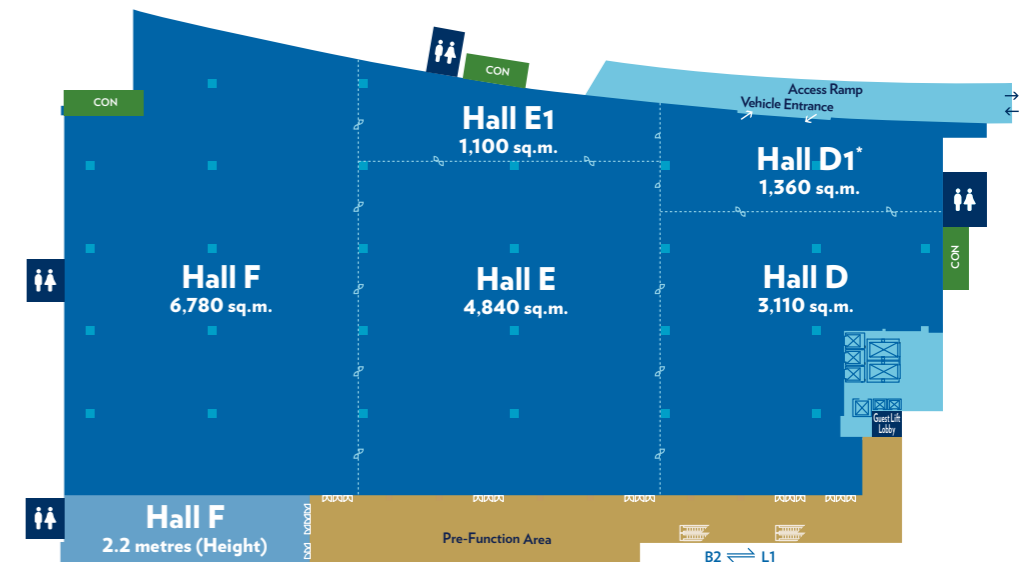 CON
CON
Access Ramp
Vehicle Entrance
Hall E1
1,100 sq.m.
Hall D1*
1,360 sq.m.
CON
Hall F
6,780 sq.m.
Hall E
4,840 sq.m.
Hall D
3,110 sq.m.
Guest Lift
Lobby
Hall F
2.2 metres (Height)
Pre-Function Area
B2 L1